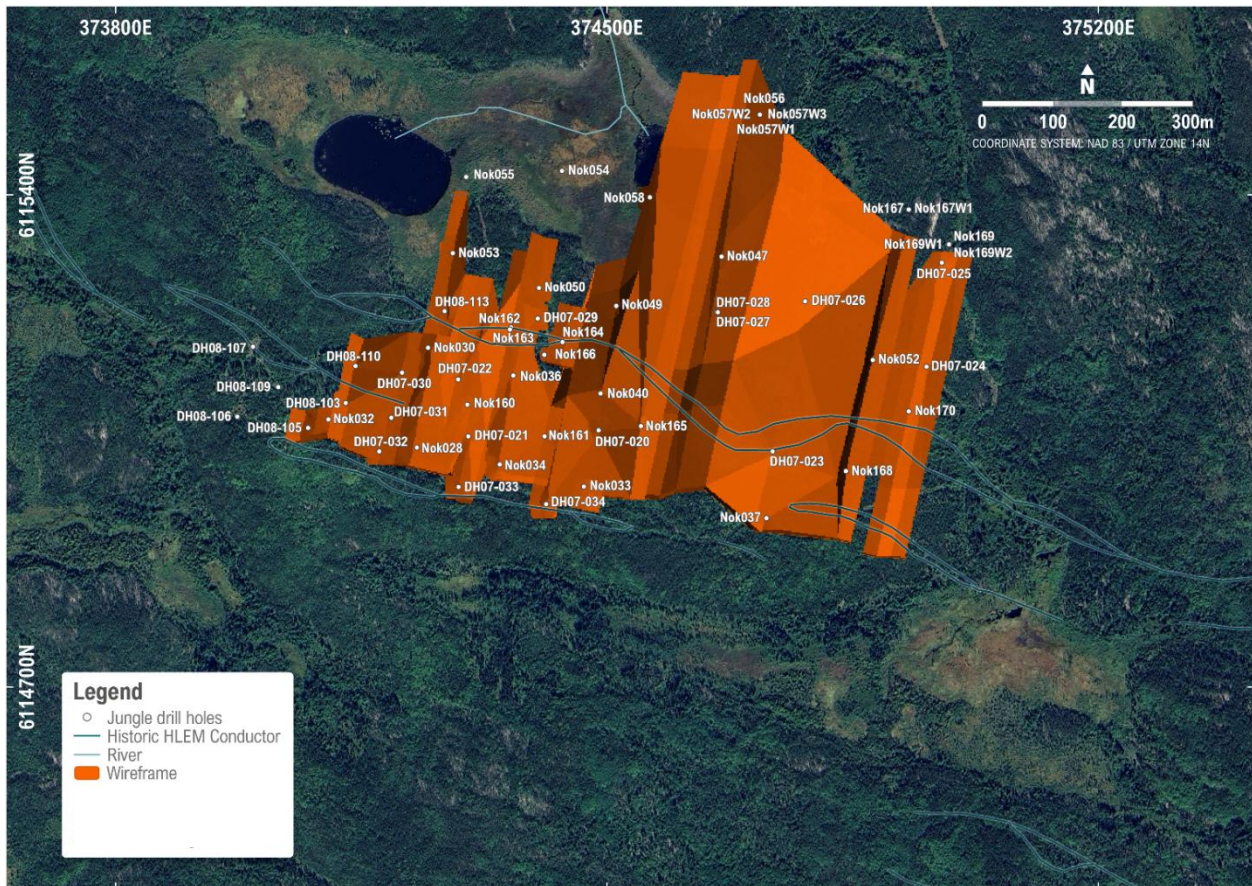 373800E
374500E
375200E
N
0
100
200
300m
COORDINATE SYSTEM: NAD 83 / UTM ZONE 14N
6115400N
6114700N
Nok056
Nok057W2
Nok057W3
Nok057W1
Nok055
Nok054
Nok058
Nok167
Nok167W1
Nok169
Nok169W1
Nok169W2
DH07-025
Nok053
Nok047
Nok050
DH07-026
DH07-028
DH07-027
Nok049
DH08-113
DH07-029
Nok162
Nok163
Nok164
Nok166
DH08-107
Nok030
DH08-110
DH07-030
DH07-022
Nok036
Nok052
DH07-024
DH08-109
Nok040
DH08-103
Nok160
Nok170
DH08-106
Nok032
DH07-031
DH08-105
DH07-021
Nok161
DH07-020
Nok165
DH07-032
Nok028
DH07-023
Nok034
Nok168
DH07-033
Nok033
DH07-034
Nok037
Legend
Jungle drill holes
Historic HLEM Conductor
River
Wireframe